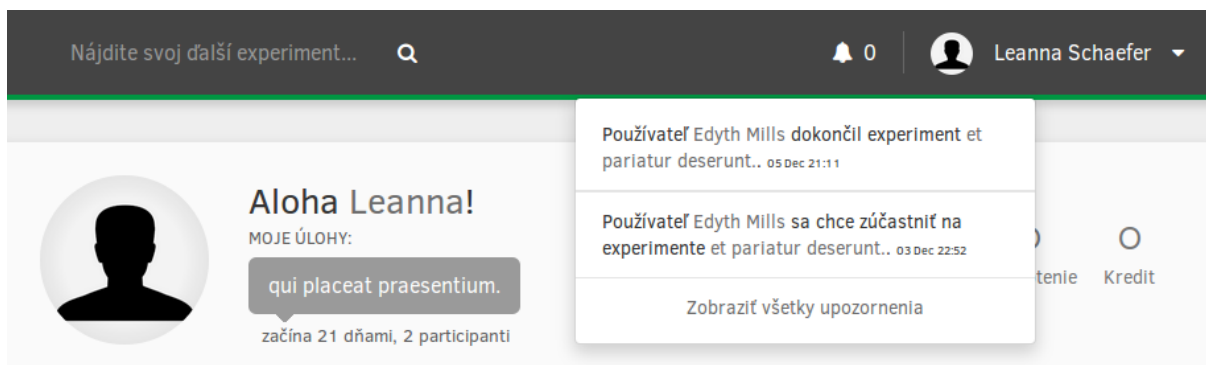 Nájdite svoj ďalší experiment...
0
Leanna Schaefer
Používateľ Edyth Mills dokončil experiment et
pariatur deserunt.. 05 Dec 21:11
Používateľ Edyth Mills sa chce zúčastniť na
experimente et pariatur deserunt.. 03 Dec 22:52
Zobraziť všetky upozornenia
Aloha Leanna!
MOJE ÚLOHY:
qui placeat praesentium.
začína 21 dňami, 2 participanti
0
tenie
Kredit